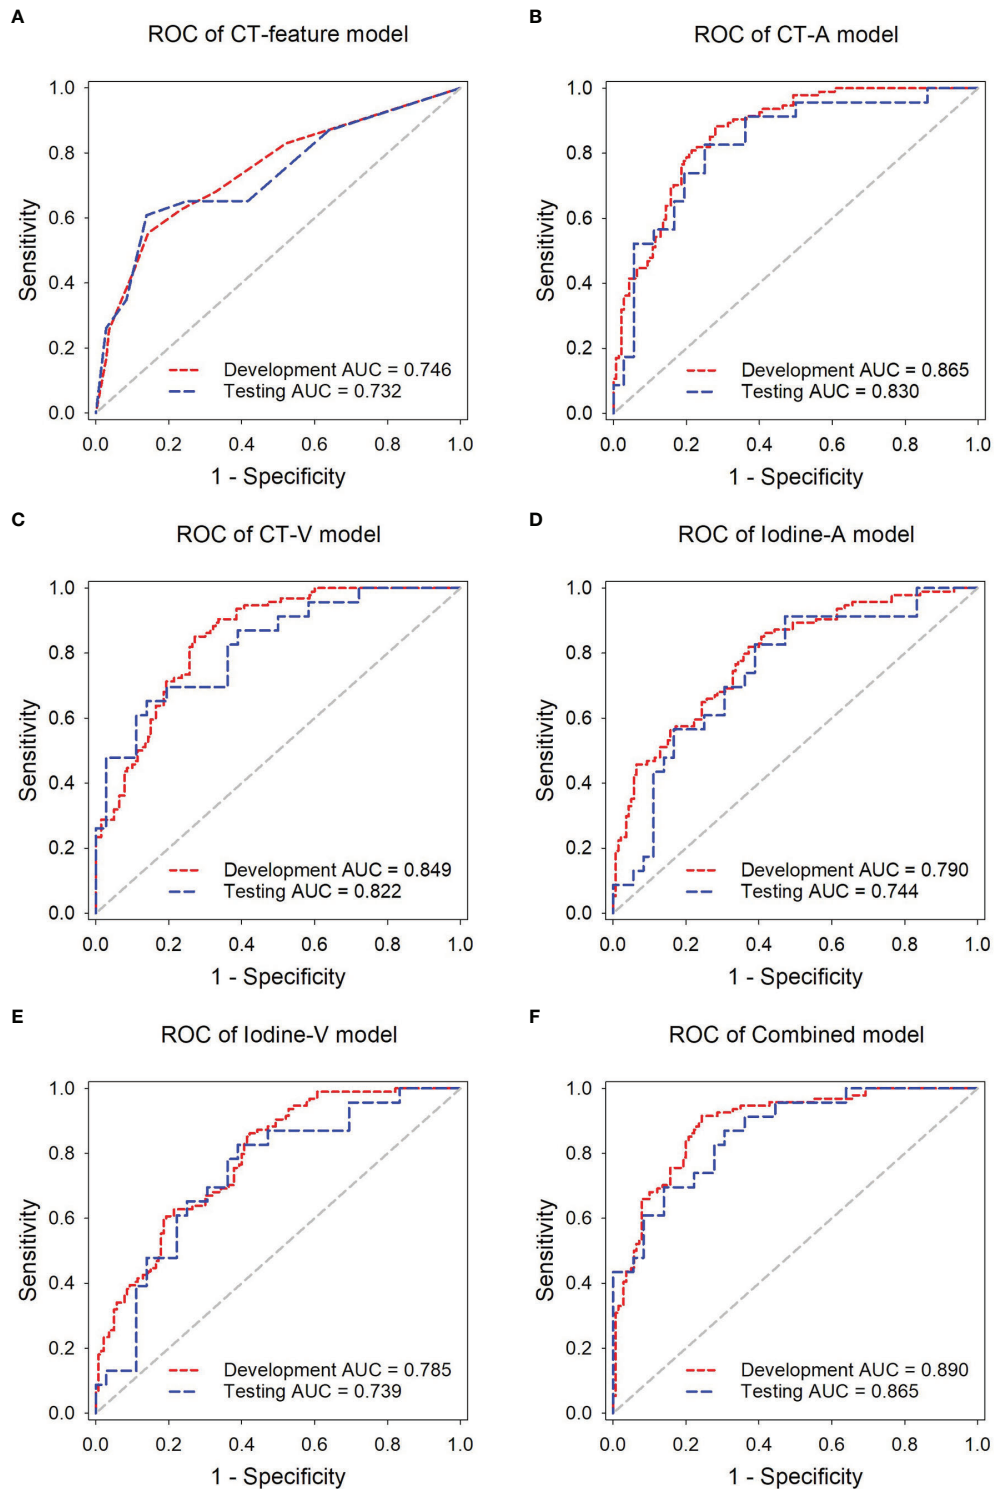 A
ROC of CT-feature model
1.0
0.8
0.6
0.4
0.2
0.0
Sensitivity
Development AUC = 0.746
Testing AUC = 0.732
0.0 0.2 0.4 0.6 0.8 1.0
1 - Specificity
B
ROC of CT-A model
1.0
0.8
0.6
0.4
0.2
0.0
Sensitivity
Development AUC = 0.865
Testing AUC = 0.830
0.0 0.2 0.4 0.6 0.8 1.0
1 - Specificity
C
ROC of CT-V model
1.0
0.8
0.6
0.4
0.2
0.0
Sensitivity
Development AUC = 0.849
Testing AUC = 0.822
0.0 0.2 0.4 0.6 0.8 1.0
1 - Specificity
D
ROC of Iodine-A model
1.0
0.8
0.6
0.4
0.2
0.0
Sensitivity
Development AUC = 0.790
Testing AUC = 0.744
0.0 0.2 0.4 0.6 0.8 1.0
1 - Specificity
E
ROC of Iodine-V model
1.0
0.8
0.6
0.4
0.2
0.0
Sensitivity
Development AUC = 0.785
Testing AUC = 0.739
0.0 0.2 0.4 0.6 0.8 1.0
1 - Specificity
F
ROC of Combined model
1.0
0.8
0.6
0.4
0.2
0.0
Sensitivity
Development AUC = 0.890
Testing AUC = 0.865
0.0 0.2 0.4 0.6 0.8 1.0
1 - Specificity